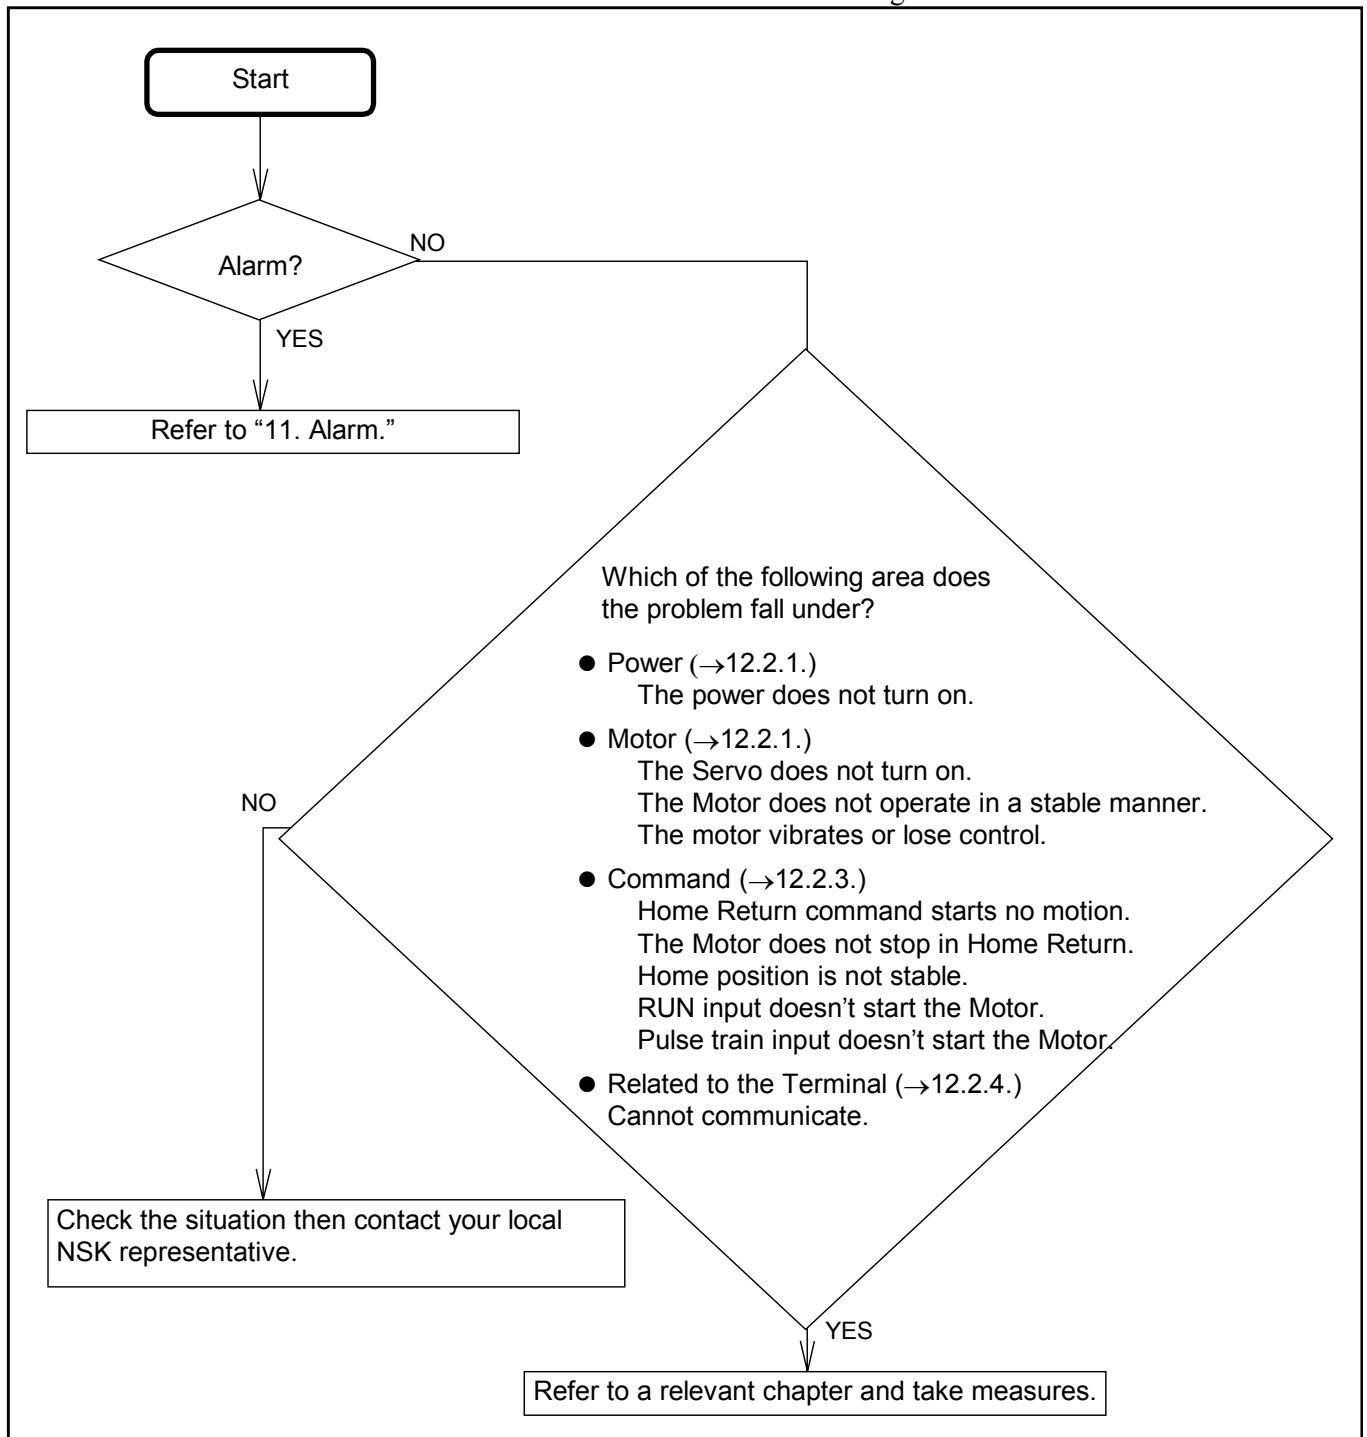 Start
Alarm?
NO
YES
Refer to “11. Alarm.”
Which of the following area does
the problem fall under?
● Power (→12.2.1.)
The power does not turn on.
● Motor (→12.2.1.)
The Servo does not turn on.
The Motor does not operate in a stable manner.
The motor vibrates or lose control.
● Command (→12.2.3.)
Home Return command starts no motion.
The Motor does not stop in Home Return.
Home position is not stable.
RUN input doesn’t start the Motor.
Pulse train input doesn’t start the Motor.
● Related to the Terminal (→12.2.4.)
Cannot communicate.
NO
Check the situation then contact your local
NSK representative.
YES
Refer to a relevant chapter and take measures.